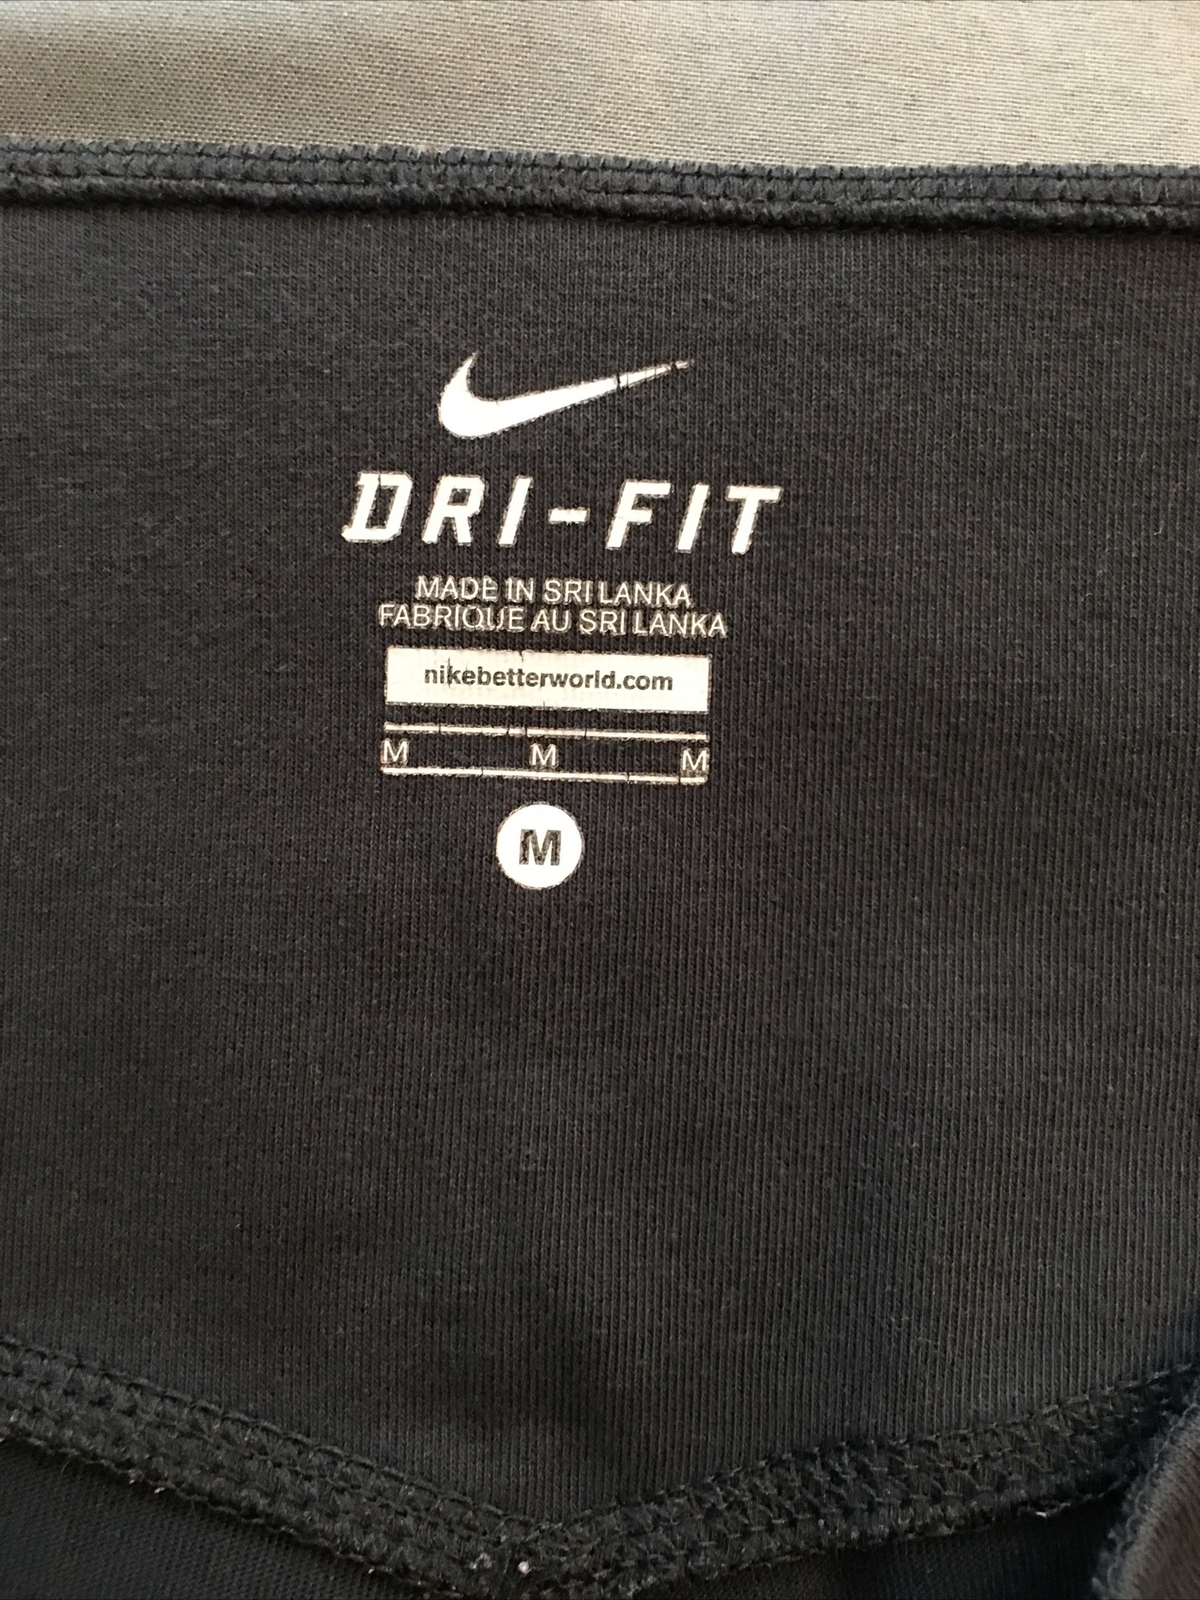 DRI-FIT
MADE IN SRI LANKA
FABRIQUE AU SRI LANKA
nikebetterworld.com
M M M
M